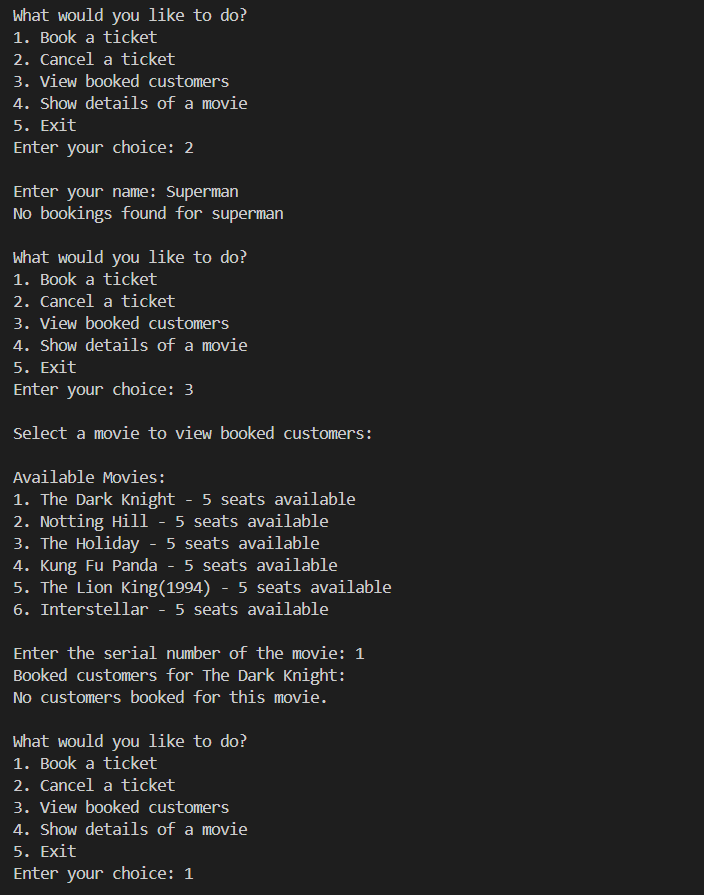 What would you like to do?
1. Book a ticket
2. Cancel a ticket
3. View booked customers
4. Show details of a movie
5. Exit
Enter your choice: 2
Enter your name: Superman
No bookings found for superman
What would you like to do?
1. Book a ticket
2. Cancel a ticket
3. View booked customers
4. Show details of a movie
5. Exit
Enter your choice: 3
Select a movie to view booked customers:
Available Movies:
1. The Dark Knight - 5 seats available
2. Notting Hill - 5 seats available
3. The Holiday - 5 seats available
4. Kung Fu Panda - 5 seats available
5. The Lion King(1994) - 5 seats available
6. Interstellar - 5 seats available
Enter the serial number of the movie: 1
Booked customers for The Dark Knight:
No customers booked for this movie.
What would you like to do?
1. Book a ticket
2. Cancel a ticket
3. View booked customers
4. Show details of a movie
5. Exit
Enter your choice: 1